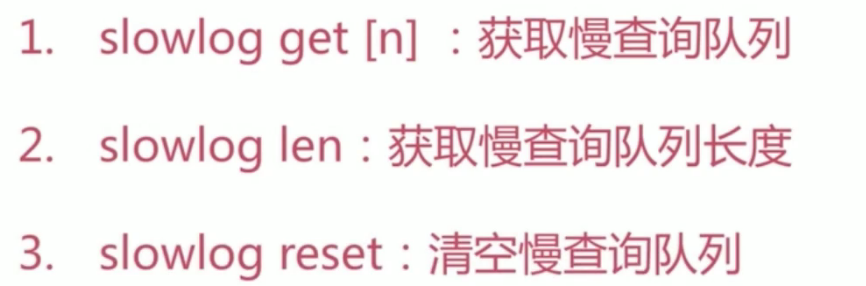 1. slowlog get [n] ：获取慢查询队列
2. slowlog len：获取慢查询队列长度
3. slowlog reset：清空慢查询队列